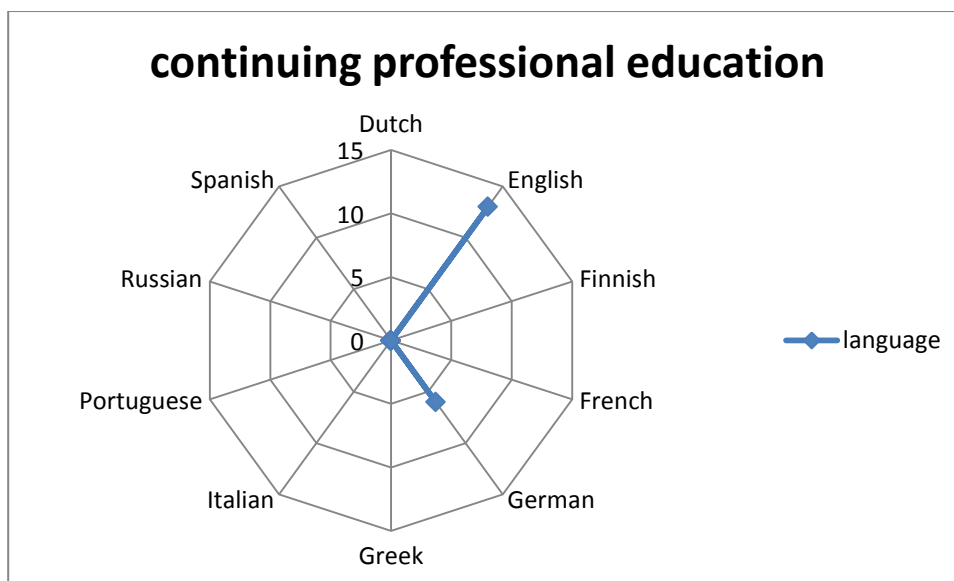 continuing professional education
Dutch
15
Spanish
English
10
Russian
5
Finnish
0
language
Portuguese
French
Italian
German
Greek